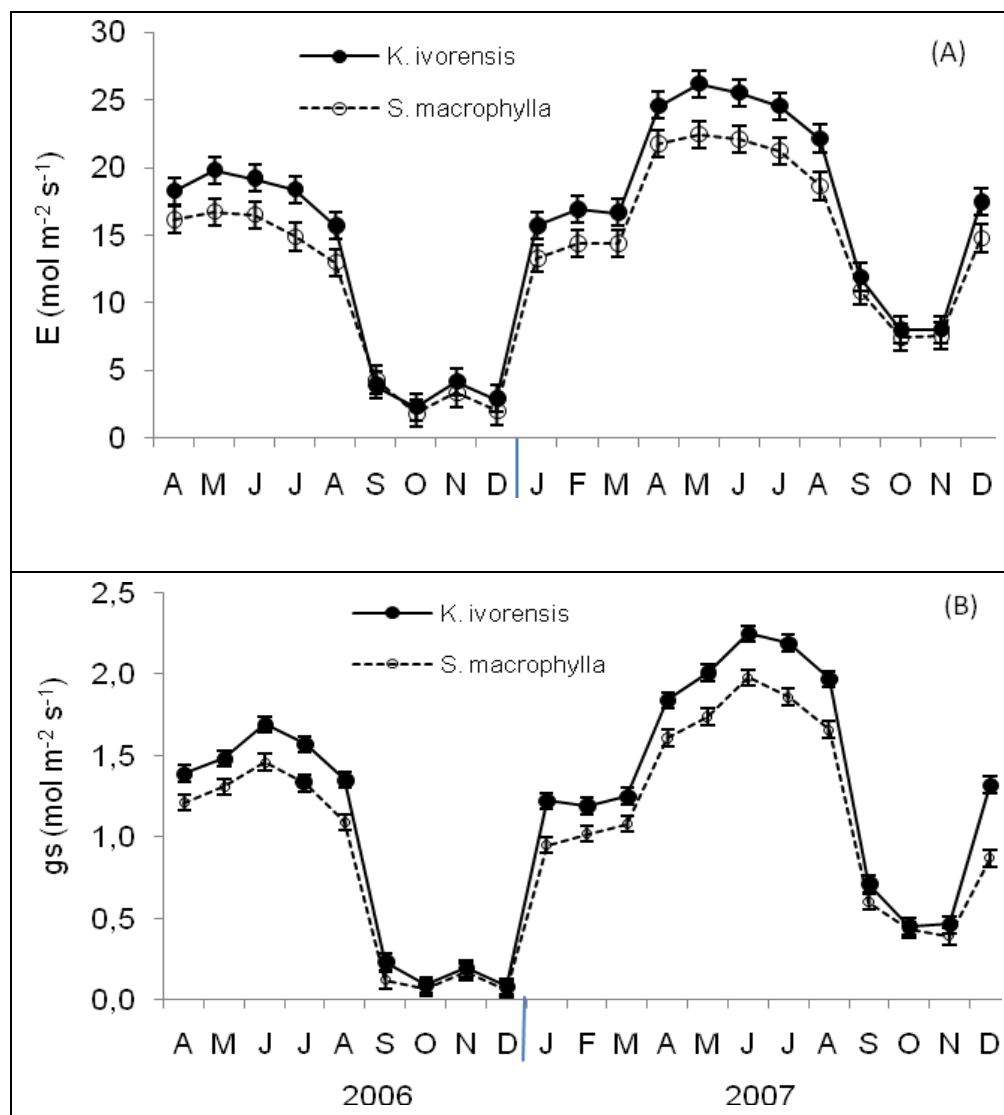 (A)
K. ivorensis
S. macrophylla
E (mol m⁻² s⁻¹)
30
25
20
15
10
5
0
A M J J A S O N D J F M A M J J A S O N D
(B)
K. ivorensis
S. macrophylla
gs (mol m⁻² s⁻¹)
2,5
2,0
1,5
1,0
0,5
0,0
A M J J A S O N D J F M A M J J A S O N D
2006 2007